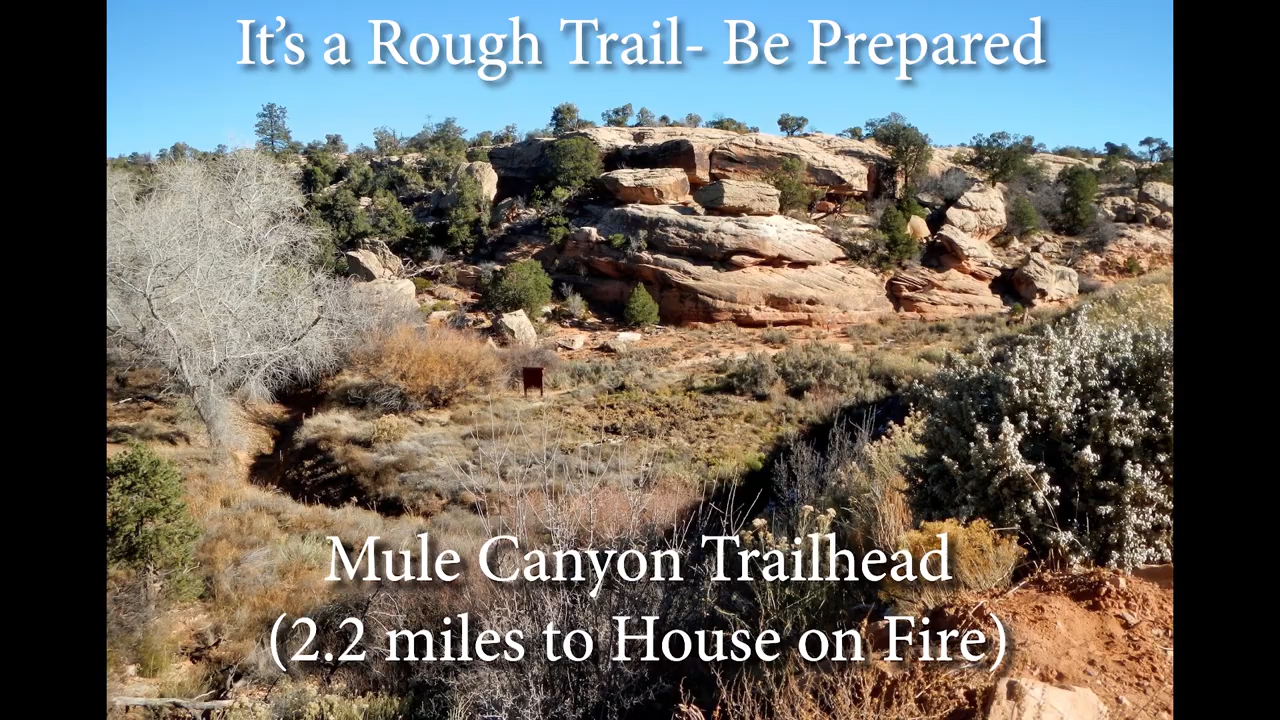 It's a Rough Trail- Be Prepared
Mule Canyon Trailhead
(2.2 miles to House on Fire)